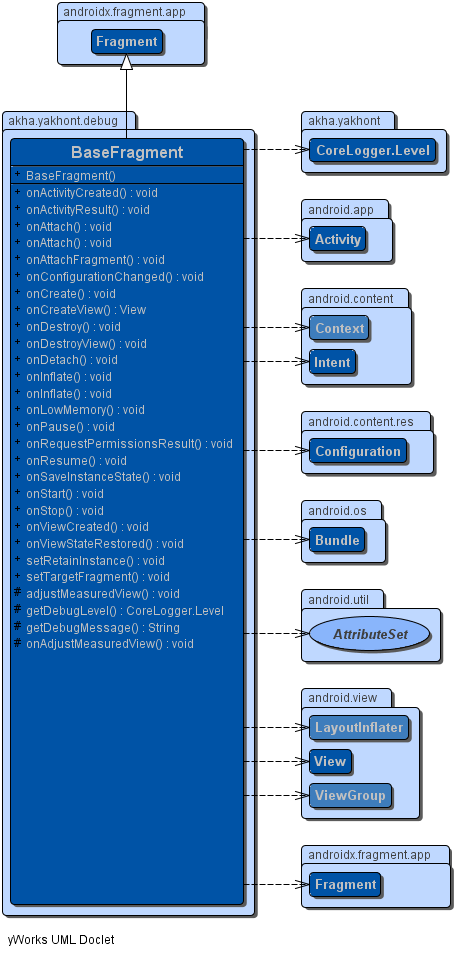 androidx.fragment.app
Fragment
akha.yakhont.debug
BaseFragment
+ BaseFragment()
+ onActivityCreated() : void
+ onActivityResult() : void
+ onAttach() : void
+ onAttach() : void
+ onAttachFragment() : void
+ onConfigurationChanged() : void
+ onCreate() : void
+ onCreateView() : View
+ onDestroy() : void
+ onDestroyView() : void
+ onDetach() : void
+ onInflate() : void
+ onInflate() : void
+ onLowMemory() : void
+ onPause() : void
+ onRequestPermissionsResult() : void
+ onResume() : void
+ onSaveInstanceState() : void
+ onStart() : void
+ onStop() : void
+ onViewCreated() : void
+ onViewStateRestored() : void
+ setRetainInstance() : void
+ setTargetFragment() : void
# adjustMeasuredView() : void
# getDebugLevel() : CoreLogger.Level
# getDebugMessage() : String
# onAdjustMeasuredView() : void
akha.yakhont
CoreLogger.Level
android.app
Activity
android.content
Context
Intent
android.content.res
Configuration
android.os
Bundle
android.util
AttributeSet
android.view
LayoutInflater
View
ViewGroup
androidx.fragment.app
Fragment
yWorks UML Doclet